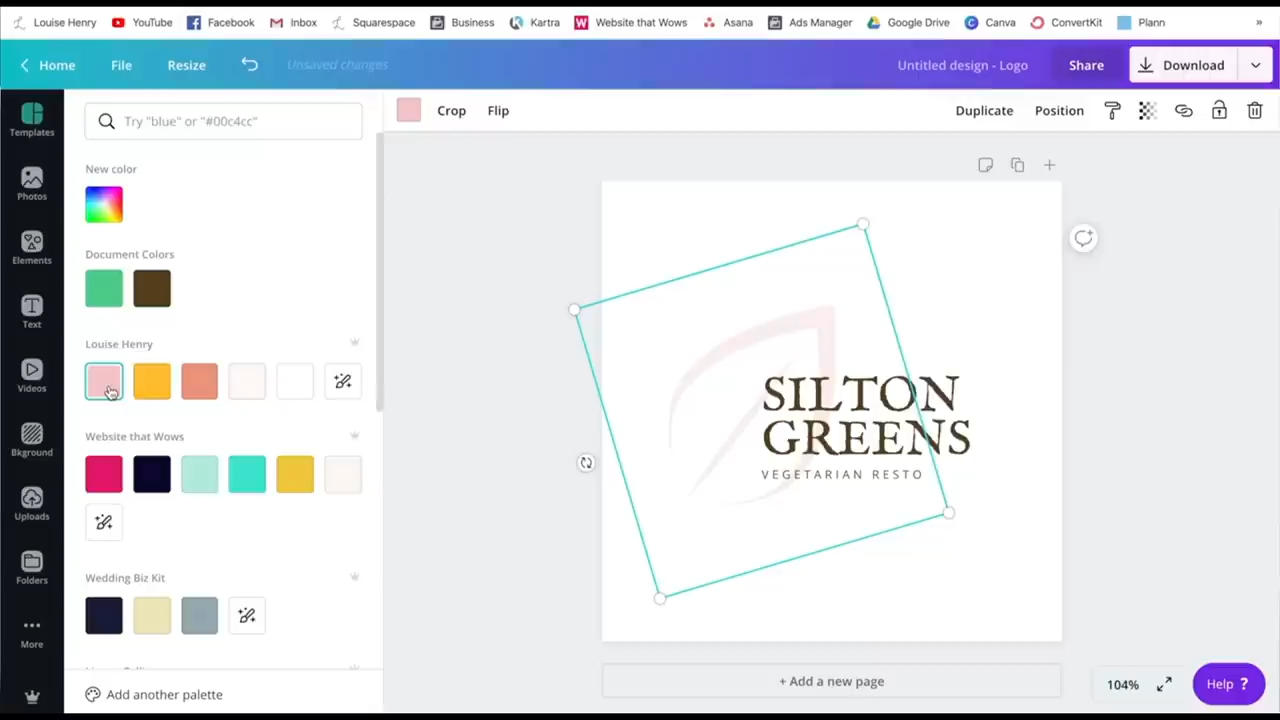 Louise Henry YouTube Facebook Inbox Squarespace Business Kartra Website that Wows Asana Ads Manager Google Drive Canva ConvertKit Plann »
Home File Resize Unsaved changes Untitled design - Logo Share Download
Try "blue" or "#00c4cc" Crop Flip Duplicate Position
Templates
New color
Photos
Document Colors
Elements
Text
Louise Henry
Videos
SILTON
GREENS
VEGETARIAN RESTO
Website that Wows
Bkground
Uploads
Wedding Biz Kit
Folders
More
Add another palette
+ Add a new page
104%
Help ?